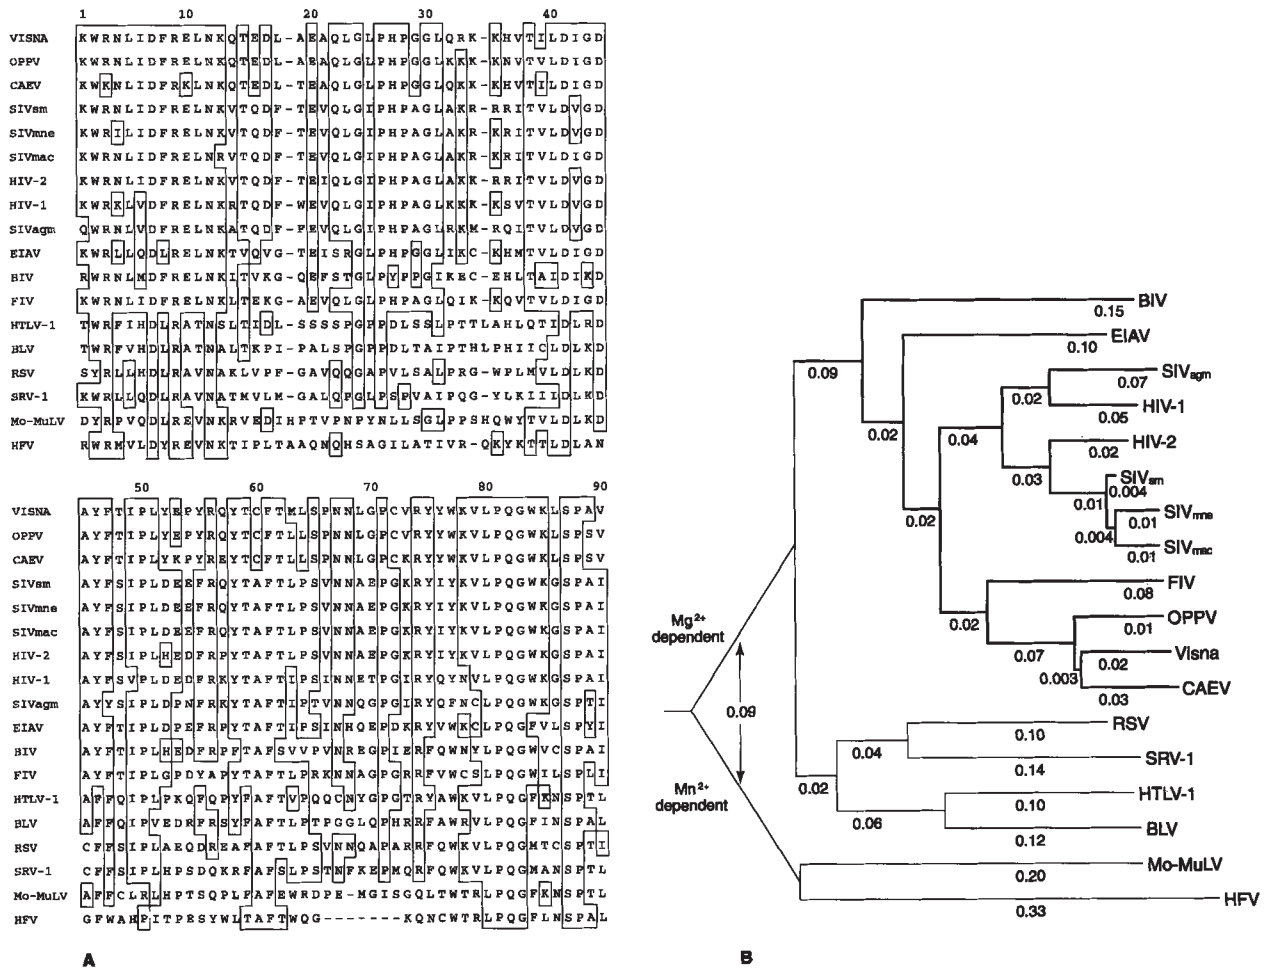 1 10 20 30 40
VISNA KWRNLIDFRELNKQTEDL-AEAQLGLPHPGGLQRK-KHVTILDIGD
OPPV KWRNLIDFRELNKQTEDL-AEAQLGLPHPGGLKKK-KNVTVLDIGD
CAEV KWKNLIDFRKLNKQTEDL-TEAQLGLPHPGGLQKK-KHVTILDIGD
SIVsm KWRNLIDFRELNKVTQDF-TEVQLGIPHPAGLAKR-RRITVLDVGD
SIVmne KWRILIDFRELNKVTQDF-TEVQLGIPHPAGLAKR-KRITVLDVGD
SIVmac KWRNLIDFRELNRVTQDF-TEVQLGIPHPAGLAKR-KRITVLDIGD
HIV-2 KWRNLIDFRELNKVTQDF-TEIQLGIPHPAGLAKK-RRITVLDVGD
HIV-1 KWRKLVDFRELNKRTQDF-WEVQLGIPHPAGLKKK-KSVTVLDVGD
SIVagm QWRNLVDFRELNKATQDF-FEVQLGIPHPAGLRKM-RQITVLDVGD
EIAV KWRLLQDLRELNKTVQVG-TEISRGLPHPGGLIKC-KHMTVLDIGD
BIV RWRNLMDFRELNKITVKG-QEFSTGLPYPPGIKEC-EHLTAIDIKD
FIV KWRNLIDFRELNKLTEKG-AEVQLGLPHPAGLQIK-KQVTVLDIGD
HTLV-1 TWRFIHDLRATNSLTIDL-SSSSPGPPDLSSLPTTLAHLQTIDLRD
BLV TWRFVHDLRATNALTKPI-PALSPGPPDLTAIPTHLPHIICLDLKD
RSV SYRLLHDLRAVNAKLVPF-GAVQQGAPVLSALPRG-WPLMVLDLKD
SRV-1 KWRLLQDLRAVNATMVLM-GALQPGLPSPVAIPQG-YLKIIIDLKD
Mo-MuLV DYRPVQDLREVNKRVEDIHPTVPNPYNLLSGLPPSHQWYTVLDLKD
HFV RWRMVLDYREVNKTIPLTAAQNQHSAGILATIVR-QKYKTTLDLAN
50 60 70 80 90
VISNA AYFTIPLYEPYRQYTCFTMLSPNNLGPCVRYYWKVLPQGWKLSPAV
OPPV AYFTIPLYEPYRQYTCFTLLSPNNLGPCVRYYWKVLPQGWKLSPSV
CAEV AYFTIPLYKPYREYTCFTLLSPNNLGPCKRYYWKVLPQGWKLSPSV
SIVsm AYFSIPLDEEFRQYTAFTLPSVNNAEPGKRYIYKVLPQGWKGSPAI
SIVmne AYFSIPLDEEFRQYTAFTLPSVNNAEPGKRYIYKVLPQGWKGSPAI
SIVmac AYFSIPLDEEFRQYTAFTLPSVNNAEPGKRYIYKVLPQGWKGSPAI
HIV-2 AYFSIPLHEDFRPYTAFTLPSVNNAEPGKRYIYKVLPQGWKGSPAI
HIV-1 AYFSVPLDEDFRKYTAFTIPSINNETPGIRYQYNVLPQGWKGSPAI
SIVagm AYYSIPLDPNFRKYTAFTIPTVNNQGPGIRYQFNCLPQGWKGSPTI
EIAV AYFTIPLDPEFRPYTAFTIPSINHQEPDKRYVWKCLPQGFVLSPYI
BIV AYFTIPLHEDFRPFTAFSVVPVNREGPIERFQWNVLPQGWVCSPAI
FIV AYFTIPLGPDYAPYTAFTLPRKNNAGPGRRFVWCSLPQGWILSPLI
HTLV-1 AFFQIPLPKQFQPYFAFTVPQQCNYGPGTRYAWKVLPQGFKNSPTL
BLV AFFQIPVEDRFRSYFAFTLPTPGGLQPHRRFAWRVLPQGFINSPAL
RSV CFFSIPLAEQDREAFAFTLPSVNNQAPARRFQWKVLPQGMTCSPTI
SRV-1 CFFSIPLHPSDQKRFAFSLPSTNFKEPMQRFQWKVLPQGMANSPTL
Mo-MuLV AFFCLRLHPTSQPLFAFEWRDPE-MGISGQLTWTRLPQGFKNSPTL
HFV GFWAHPITPESYWLTAFTWQG-------KQNCWTRLPQGFLNSPAL
A
BIV
0.15
EIAV
0.10
SIVagm
0.07
0.09
0.02
HIV-1
0.05
0.02
0.04
HIV-2
0.02
0.03
SIVsm
0.004
0.01
SIVmne
0.01
0.02
0.004
SIVmac
0.01
FIV
0.08
OPPV
0.01
0.02
Mg2+
dependent
0.07
Visna
0.02
0.003
CAEV
0.03
0.09
RSV
0.10
0.04
SRV-1
0.14
Mn2+
dependent
0.02
HTLV-1
0.10
0.06
BLV
0.12
Mo-MuLV
0.20
HFV
0.33
B